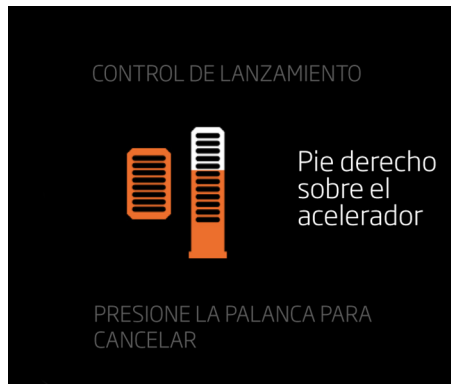 CONTROL DE LANZAMIENTO
Pie derecho
sobre el
acelerador
PRESIONE LA PALANCA PARA
CANCELAR